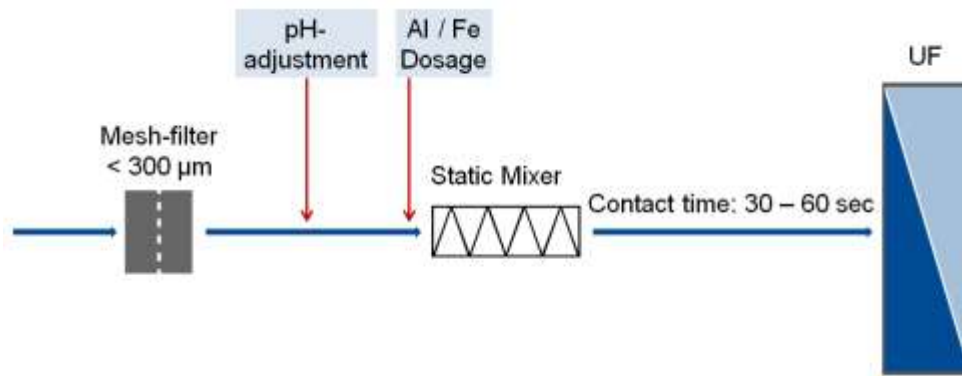 pH-
adjustment
Al / Fe
Dosage
UF
Mesh-filter
< 300 µm
Static Mixer
Contact time: 30 – 60 sec